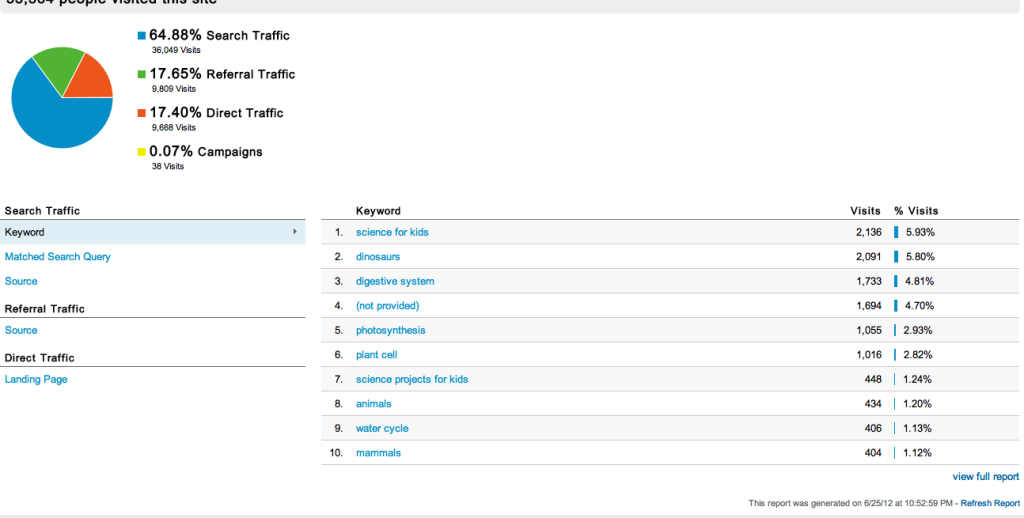 people visited this site
64.88% Search Traffic
36,049 Visits
17.65% Referral Traffic
9,809 Visits
17.40% Direct Traffic
9,668 Visits
0.07% Campaigns
38 Visits
Search Traffic
Keyword
Matched Search Query
Source
Referral Traffic
Source
Direct Traffic
Landing Page
Keyword Visits % Visits
1. science for kids 2,136 5.93%
2. dinosaurs 2,091 5.80%
3. digestive system 1,733 4.81%
4. (not provided) 1,694 4.70%
5. photosynthesis 1,055 2.93%
6. plant cell 1,016 2.82%
7. science projects for kids 448 1.24%
8. animals 434 1.20%
9. water cycle 406 1.13%
10. mammals 404 1.12%
view full report
This report was generated on 6/25/12 at 10:52:59 PM - Refresh Report